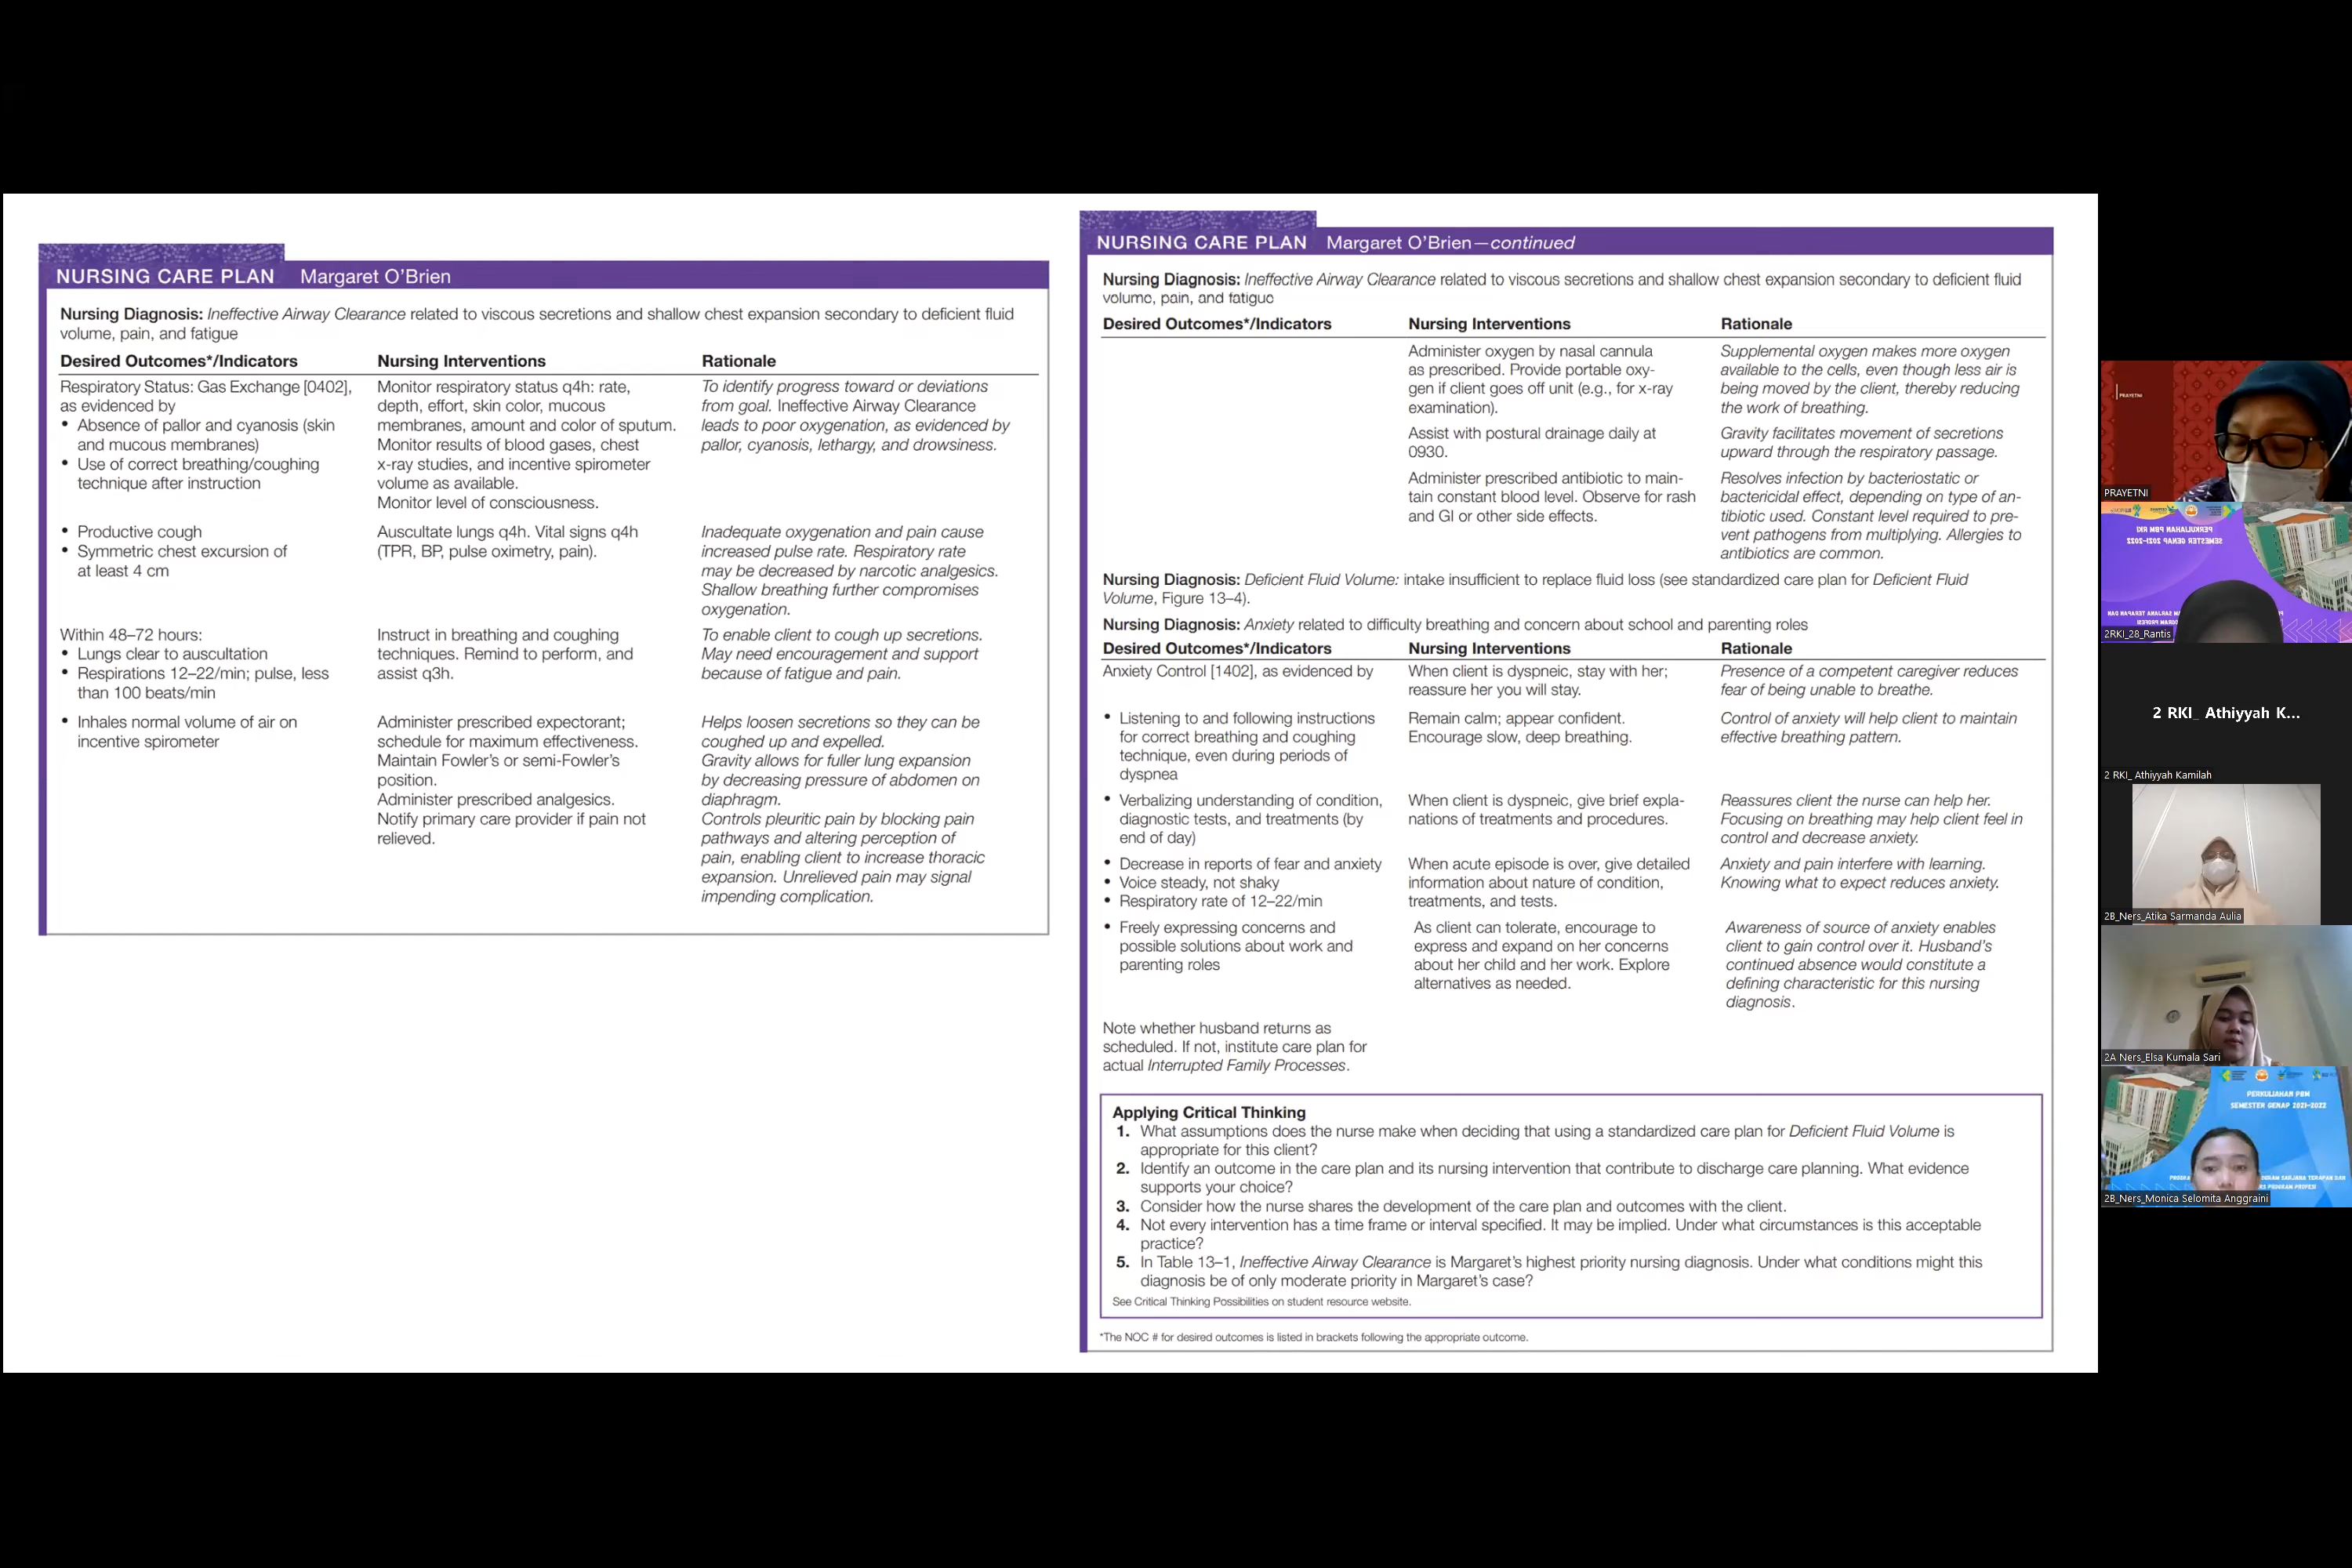 NURSING CARE PLAN Margaret O'Brien
Nursing Diagnosis: Ineffective Airway Clearance related to viscous secretions and shallow chest expansion secondary to deficient fluid
volume, pain, and fatigue
Desired Outcomes*/Indicators Nursing Interventions Rationale
Respiratory Status: Gas Exchange [0402],
as evidenced by
• Absence of pallor and cyanosis (skin
and mucous membranes)
• Use of correct breathing/coughing
technique after instruction
Monitor respiratory status q4h: rate,
depth, effort, skin color, mucous
membranes, amount and color of sputum.
Monitor results of blood gases, chest
x-ray studies, and incentive spirometer
volume as available.
Monitor level of consciousness.
To identify progress toward or deviations
from goal. Ineffective Airway Clearance
leads to poor oxygenation, as evidenced by
pallor, cyanosis, lethargy, and drowsiness.
• Productive cough
• Symmetric chest excursion of
at least 4 cm
Auscultate lungs q4h. Vital signs q4h
(TPR, BP, pulse oximetry, pain).
Inadequate oxygenation and pain cause
increased pulse rate. Respiratory rate
may be decreased by narcotic analgesics.
Shallow breathing further compromises
oxygenation.
Within 48–72 hours:
• Lungs clear to auscultation
• Respirations 12–22/min; pulse, less
than 100 beats/min
Instruct in breathing and coughing
techniques. Remind to perform, and
assist q3h.
To enable client to cough up secretions.
May need encouragement and support
because of fatigue and pain.
• Inhales normal volume of air on
incentive spirometer
Administer prescribed expectorant;
schedule for maximum effectiveness.
Maintain Fowler's or semi-Fowler's
position.
Administer prescribed analgesics.
Notify primary care provider if pain not
relieved.
Helps loosen secretions so they can be
coughed up and expelled.
Gravity allows for fuller lung expansion
by decreasing pressure of abdomen on
diaphragm.
Controls pleuritic pain by blocking pain
pathways and altering perception of
pain, enabling client to increase thoracic
expansion. Unrelieved pain may signal
impending complication.
NURSING CARE PLAN Margaret O'Brien—continued
Nursing Diagnosis: Ineffective Airway Clearance related to viscous secretions and shallow chest expansion secondary to deficient fluid
volume, pain, and fatigue
Desired Outcomes*/Indicators Nursing Interventions Rationale
Administer oxygen by nasal cannula
as prescribed. Provide portable oxy-
gen if client goes off unit (e.g., for x-ray
examination).
Supplemental oxygen makes more oxygen
available to the cells, even though less air is
being moved by the client, thereby reducing
the work of breathing.
Assist with postural drainage daily at
0930.
Gravity facilitates movement of secretions
upward through the respiratory passage.
Administer prescribed antibiotic to main-
tain constant blood level. Observe for rash
and GI or other side effects.
Resolves infection by bacteriostatic or
bactericidal effect, depending on type of an-
tibiotic used. Constant level required to pre-
vent pathogens from multiplying. Allergies to
antibiotics are common.
Nursing Diagnosis: Deficient Fluid Volume: intake insufficient to replace fluid loss (see standardized care plan for Deficient Fluid
Volume, Figure 13–4).
Nursing Diagnosis: Anxiety related to difficulty breathing and concern about school and parenting roles
Desired Outcomes*/Indicators Nursing Interventions Rationale
Anxiety Control [1402], as evidenced by
When client is dyspneic, stay with her;
reassure her you will stay.
Presence of a competent caregiver reduces
fear of being unable to breathe.
• Listening to and following instructions
for correct breathing and coughing
technique, even during periods of
dyspnea
Remain calm; appear confident.
Encourage slow, deep breathing.
Control of anxiety will help client to maintain
effective breathing pattern.
• Verbalizing understanding of condition,
diagnostic tests, and treatments (by
end of day)
When client is dyspneic, give brief expla-
nations of treatments and procedures.
Reassures client the nurse can help her.
Focusing on breathing may help client feel in
control and decrease anxiety.
• Decrease in reports of fear and anxiety
• Voice steady, not shaky
• Respiratory rate of 12–22/min
When acute episode is over, give detailed
information about nature of condition,
treatments, and tests.
Anxiety and pain interfere with learning.
Knowing what to expect reduces anxiety.
• Freely expressing concerns and
possible solutions about work and
parenting roles
As client can tolerate, encourage to
express and expand on her concerns
about her child and her work. Explore
alternatives as needed.
Awareness of source of anxiety enables
client to gain control over it. Husband's
continued absence would constitute a
defining characteristic for this nursing
diagnosis.
Note whether husband returns as
scheduled. If not, institute care plan for
actual Interrupted Family Processes.
Applying Critical Thinking
1. What assumptions does the nurse make when deciding that using a standardized care plan for Deficient Fluid Volume is
appropriate for this client?
2. Identify an outcome in the care plan and its nursing intervention that contribute to discharge care planning. What evidence
supports your choice?
3. Consider how the nurse shares the development of the care plan and outcomes with the client.
4. Not every intervention has a time frame or interval specified. It may be implied. Under what circumstances is this acceptable
practice?
5. In Table 13–1, Ineffective Airway Clearance is Margaret's highest priority nursing diagnosis. Under what conditions might this
diagnosis be of only moderate priority in Margaret's case?
See Critical Thinking Possibilities on student resource website.
*The NOC # for desired outcomes is listed in brackets following the appropriate outcome.
PRAYETNI
PRAYETNI
PERKULIAHAN PBM RKI
SEMESTER GENAP 2021-2022
2RKI_28_Rantis
2 RKI_ Athiyyah K...
2 RKI_ Athiyyah Kamilah
2B_Ners_Atika Sarmanda Aulia
2A Ners_Elsa Kumala Sari
PERKULIAHAN PBM
SEMESTER GENAP 2021-2022
2B_Ners_Monica Selomita Anggraini